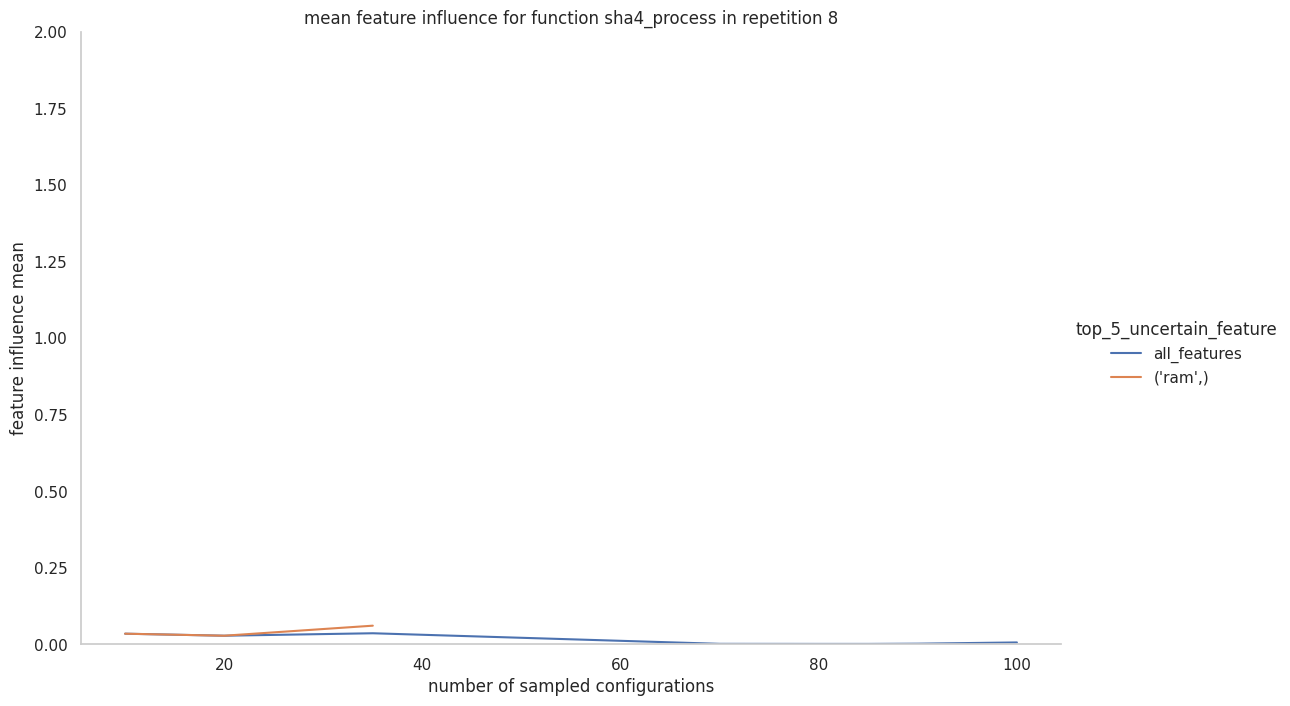 mean feature influence for function sha4_process in repetition 8
2.00
1.75
1.50
1.25
1.00
0.75
0.50
0.25
0.00
feature influence mean
20
40
60
80
100
number of sampled configurations
top_5_uncertain_feature
all_features
('ram',)